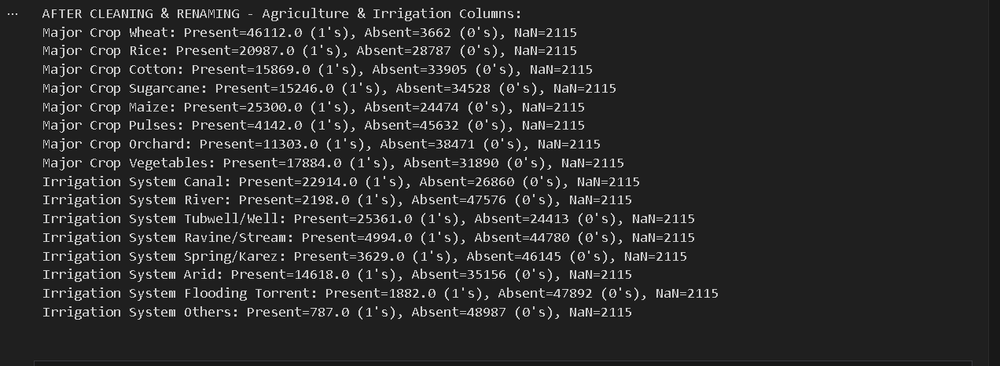 ...
AFTER CLEANING & RENAMING - Agriculture & Irrigation Columns:
Major Crop Wheat: Present=46112.0 (1's), Absent=3662 (0's), NaN=2115
Major Crop Rice: Present=20987.0 (1's), Absent=28787 (0's), NaN=2115
Major Crop Cotton: Present=15869.0 (1's), Absent=33905 (0's), NaN=2115
Major Crop Sugarcane: Present=15246.0 (1's), Absent=34528 (0's), NaN=2115
Major Crop Maize: Present=25300.0 (1's), Absent=24474 (0's), NaN=2115
Major Crop Pulses: Present=4142.0 (1's), Absent=45632 (0's), NaN=2115
Major Crop Orchard: Present=11303.0 (1's), Absent=38471 (0's), NaN=2115
Major Crop Vegetables: Present=17884.0 (1's), Absent=31890 (0's), NaN=2115
Irrigation System Canal: Present=22914.0 (1's), Absent=26860 (0's), NaN=2115
Irrigation System River: Present=2198.0 (1's), Absent=47576 (0's), NaN=2115
Irrigation System Tubwell/Well: Present=25361.0 (1's), Absent=24413 (0's), NaN=2115
Irrigation System Ravine/Stream: Present=4994.0 (1's), Absent=44780 (0's), NaN=2115
Irrigation System Spring/Karez: Present=3629.0 (1's), Absent=46145 (0's), NaN=2115
Irrigation System Arid: Present=14618.0 (1's), Absent=35156 (0's), NaN=2115
Irrigation System Flooding Torrent: Present=1882.0 (1's), Absent=47892 (0's), NaN=2115
Irrigation System Others: Present=787.0 (1's), Absent=48987 (0's), NaN=2115